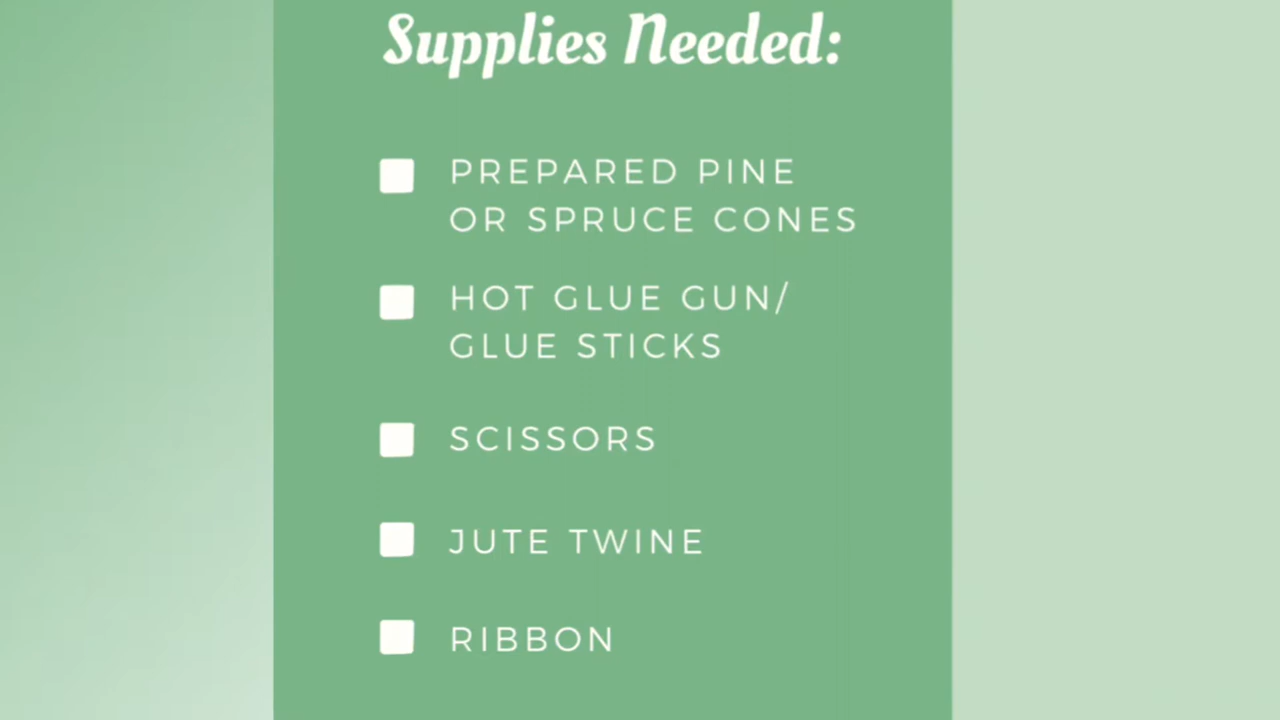 Supplies Needed:
PREPARED PINE
OR SPRUCE CONES
HOT GLUE GUN/
GLUE STICKS
SCISSORS
JUTE TWINE
RIBBON